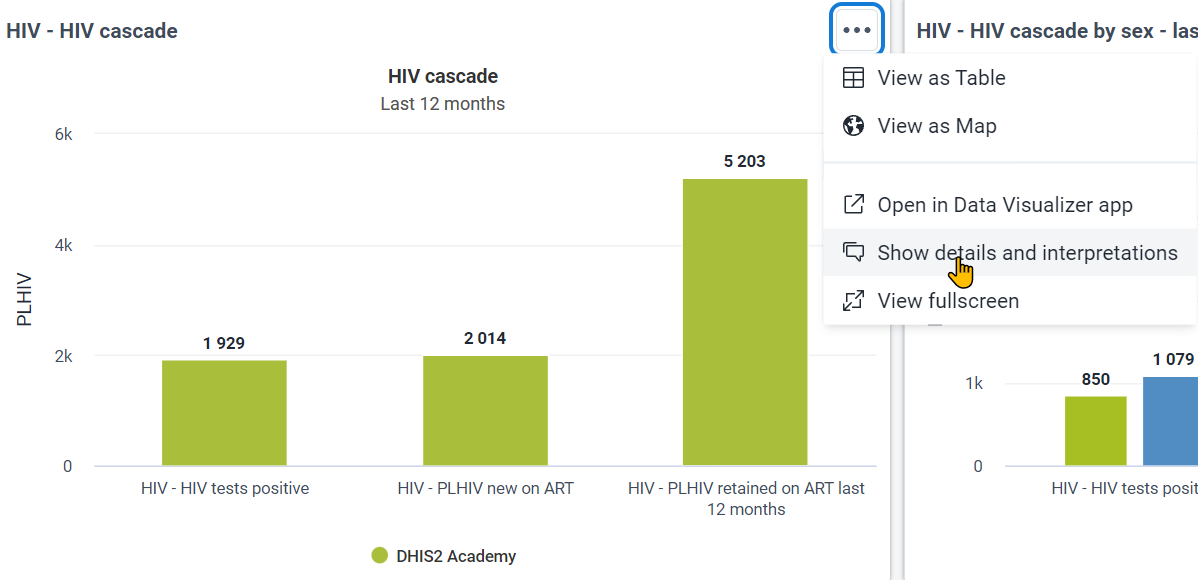 HIV - HIV cascade
HIV cascade
Last 12 months
6k
4k
2k
0
PLHIV
5 203
1 929
2 014
HIV - HIV tests positive
HIV - PLHIV new on ART
HIV - PLHIV retained on ART last
12 months
DHIS2 Academy
HIV - HIV cascade by sex - las
View as Table
View as Map
Open in Data Visualizer app
Show details and interpretations
View fullscreen
1k
0
850
1 079
HIV - HIV tests posit